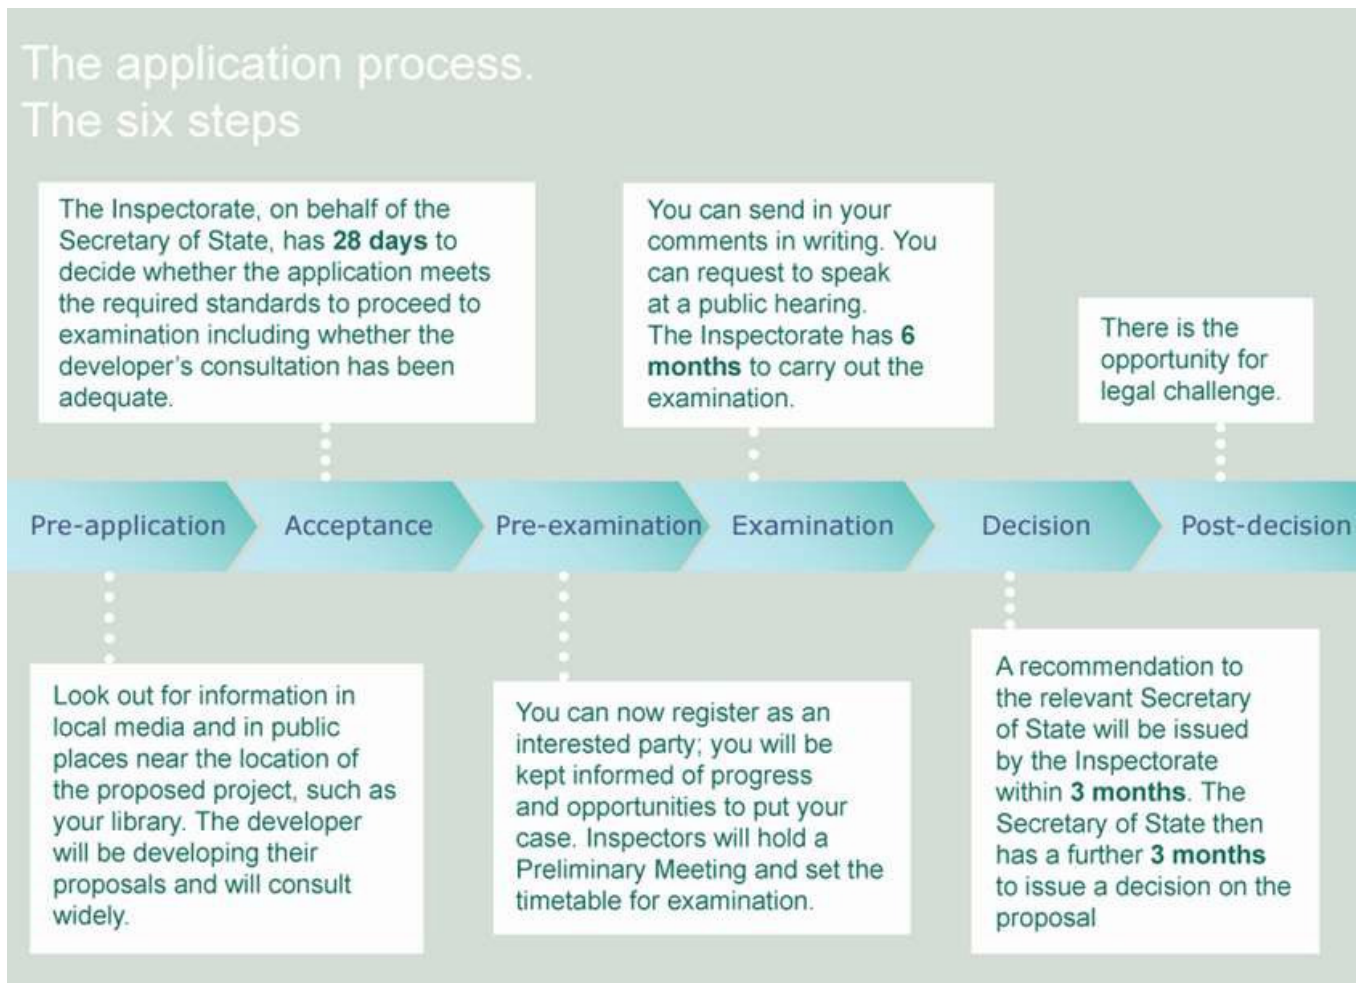 The application process.
The six steps
The Inspectorate, on behalf of the
Secretary of State, has 28 days to
decide whether the application meets
the required standards to proceed to
examination including whether the
developer's consultation has been
adequate.
You can send in your
comments in writing. You
can request to speak
at a public hearing.
The Inspectorate has 6
months to carry out the
examination.
There is the
opportunity for
legal challenge.
Pre-application
Acceptance
Pre-examination
Examination
Decision
Post-decision
Look out for information in
local media and in public
places near the location of
the proposed project, such as
your library. The developer
will be developing their
proposals and will consult
widely.
You can now register as an
interested party; you will be
kept informed of progress
and opportunities to put your
case. Inspectors will hold a
Preliminary Meeting and set the
timetable for examination.
A recommendation to
the relevant Secretary
of State will be issued
by the Inspectorate
within 3 months. The
Secretary of State then
has a further 3 months
to issue a decision on the
proposal